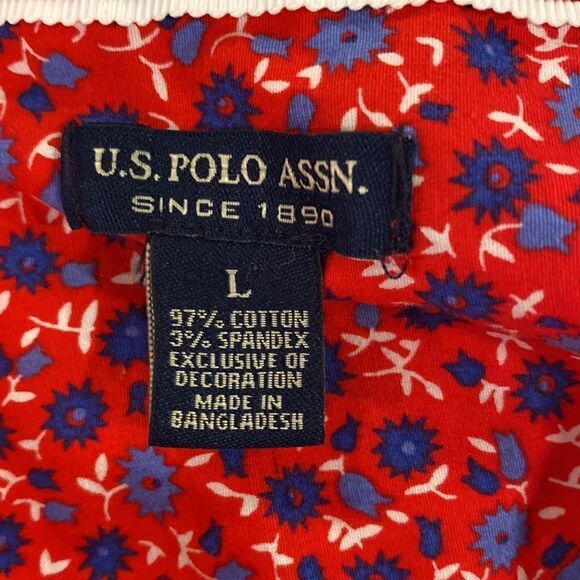 U.S. POLO ASSN.
SINCE 1890
L
97% COTTON
3% SPANDEX
EXCLUSIVE OF
DECORATION
MADE IN
BANGLADESH